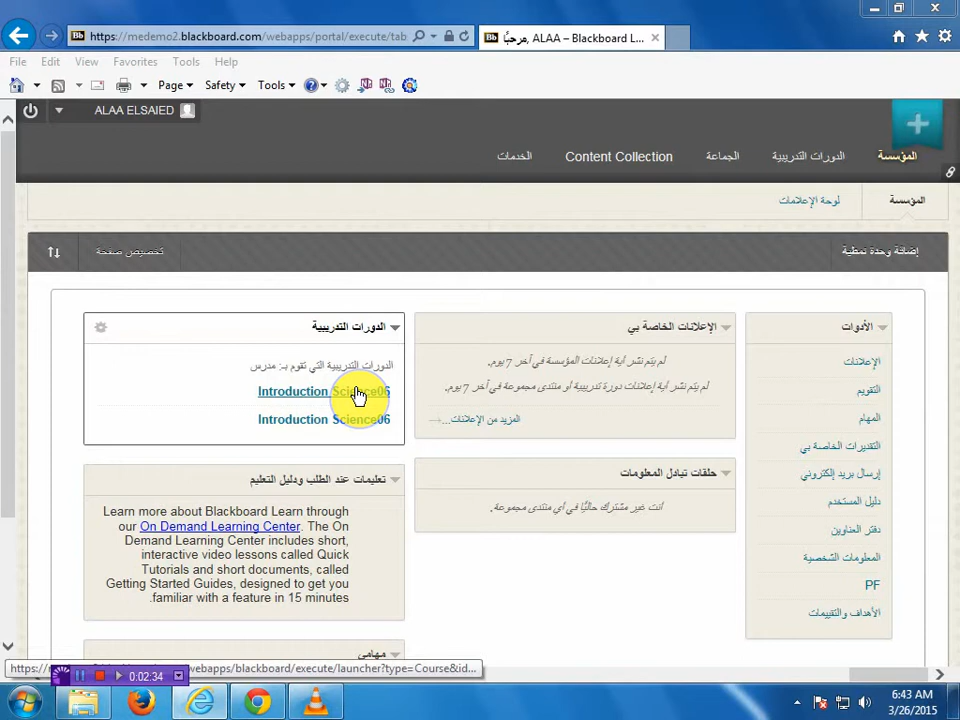 https://medemo2.blackboard.com/webapps/portal/execute/tab
مرحبًا, ALAA – Blackboard L...
File Edit View Favorites Tools Help
Page Safety Tools
ALAA ELSAIED
المؤسسة
الدورات التدريبية
الجماعة
Content Collection
الخدمات
المؤسسة
لوحة الإعلامات
إضافة وحدة نمطية
تخصيص صفحة
الأدوات
الإعلانات
التقويم
المهام
التقديرات الخاصة بي
إرسال بريد إلكتروني
دليل المستخدم
دفتر العناوين
المعلومات الشخصية
PF
الأهداف والتقييمات
الإعلانات الخاصة بي
لم يتم نشر أية إعلانات المؤسسة في آخر 7 يوم.
لم يتم نشر أية إعلانات دورة تدريبية أو منتدى مجموعة في آخر 7 يوم.
المزيد من الإعلانات...
حلقات تبادل المعلومات
أنت غير مشترك حاليًا في أي منتدى مجموعة.
الدورات التدريبية
الدورات التدريبية التي تقوم بـ: مدرس
Introduction Science06
Introduction Science06
تعليمات عند الطلب ودليل التعليم
Learn more about Blackboard Learn through
our On Demand Learning Center. The On
Demand Learning Center includes short,
interactive video lessons called Quick
Tutorials and short documents, called
Getting Started Guides, designed to get you
.familiar with a feature in 15 minutes
مهامي
webapps/blackboard/execute/launcher?type=Course&id...
0:02:34
6:43 AM
3/26/2015